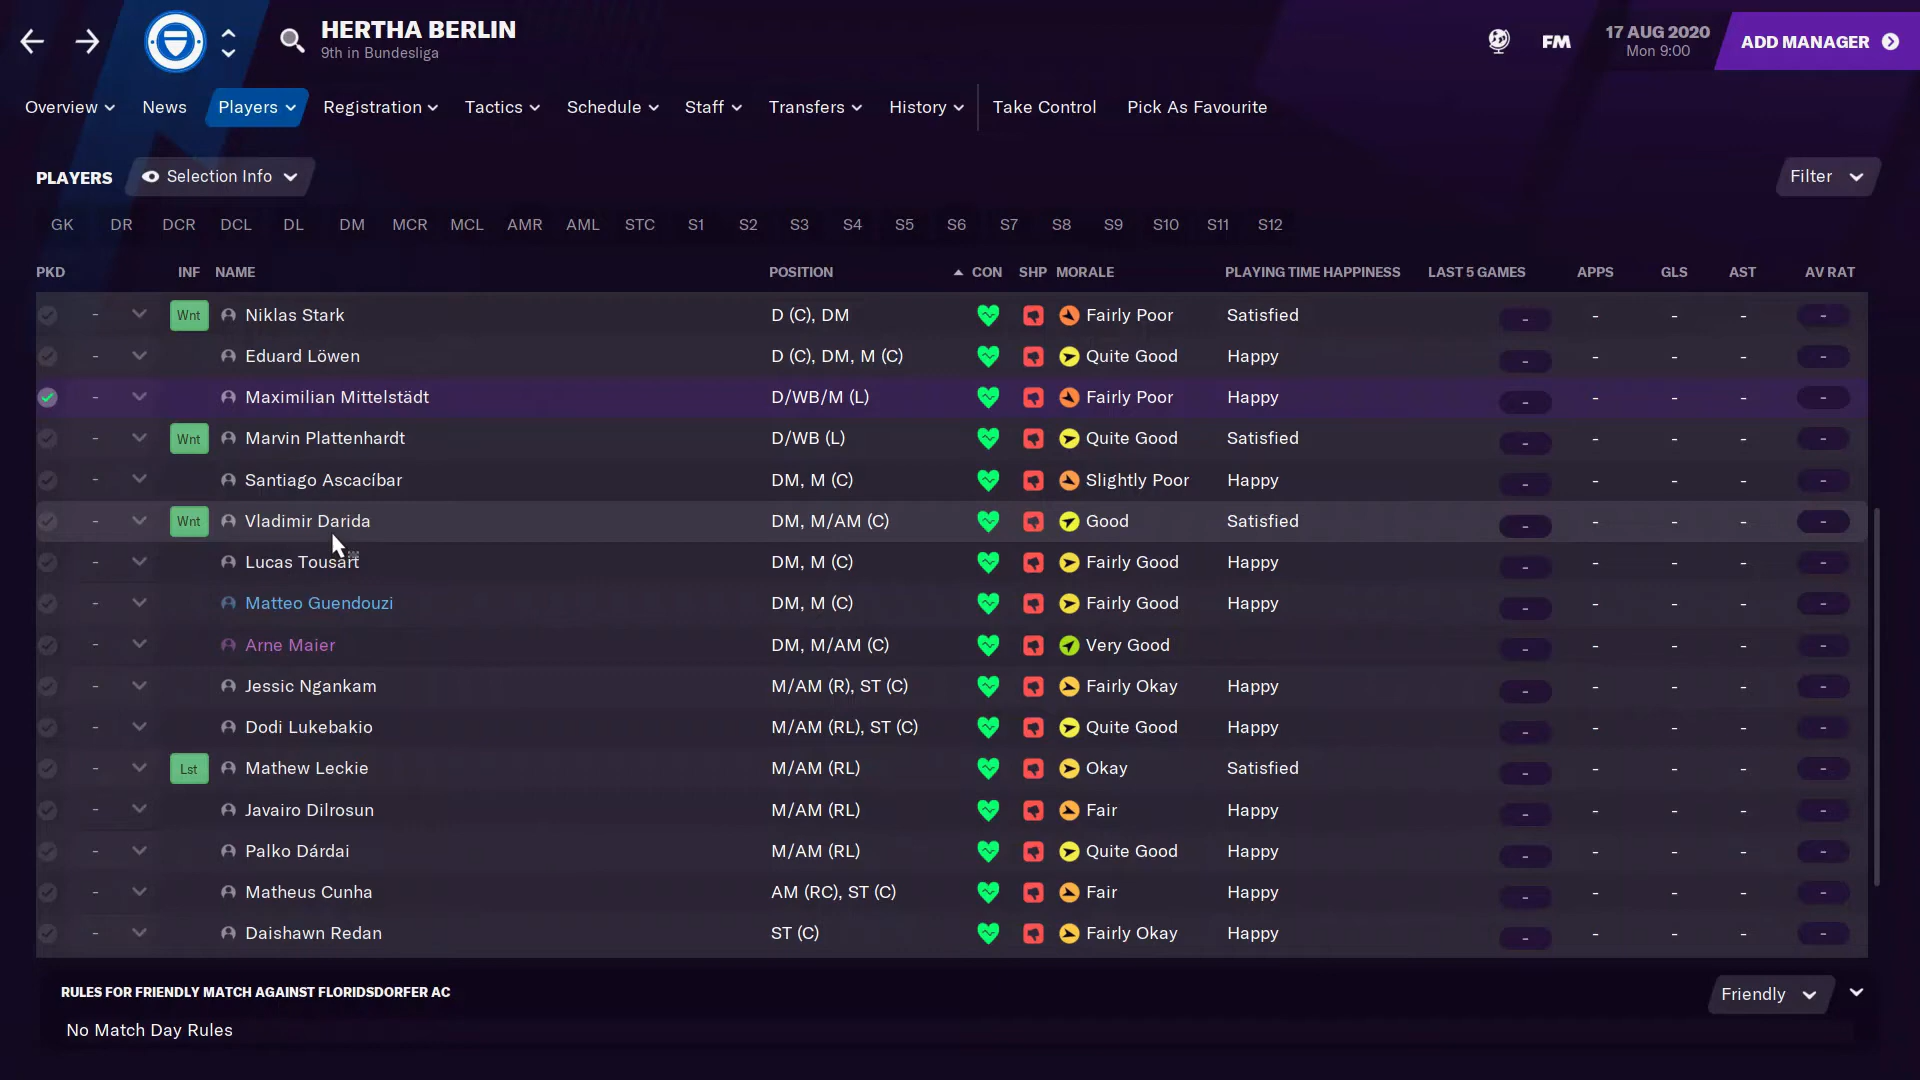 HERTHA BERLIN
9th in Bundesliga
FM
17 AUG 2020
Mon 9:00
ADD MANAGER
Overview News Players Registration Tactics Schedule Staff Transfers History Take Control Pick As Favourite
PLAYERS Selection Info Filter
GK DR DCR DCL DL DM MCR MCL AMR AML STC S1 S2 S3 S4 S5 S6 S7 S8 S9 S10 S11 S12
PKD INF NAME POSITION CON SHP MORALE PLAYING TIME HAPPINESS LAST 5 GAMES APPS GLS AST AV RAT
- Wnt Niklas Stark D (C), DM Fairly Poor Satisfied - - - - -
- Eduard Löwen D (C), DM, M (C) Quite Good Happy - - - - -
- Maximilian Mittelstädt D/WB/M (L) Fairly Poor Happy - - - - -
- Wnt Marvin Plattenhardt D/WB (L) Quite Good Satisfied - - - - -
- Santiago Ascacíbar DM, M (C) Slightly Poor Happy - - - - -
- Wnt Vladimir Darida DM, M/AM (C) Good Satisfied - - - - -
- Lucas Tousart DM, M (C) Fairly Good Happy - - - - -
- Matteo Guendouzi DM, M (C) Fairly Good Happy - - - - -
- Arne Maier DM, M/AM (C) Very Good - - - - -
- Jessic Ngankam M/AM (R), ST (C) Fairly Okay Happy - - - - -
- Dodi Lukebakio M/AM (RL), ST (C) Quite Good Happy - - - - -
- Lst Mathew Leckie M/AM (RL) Okay Satisfied - - - - -
- Javairo Dilrosun M/AM (RL) Fair Happy - - - - -
- Palko Dárdai M/AM (RL) Quite Good Happy - - - - -
- Matheus Cunha AM (RC), ST (C) Fair Happy - - - - -
- Daishawn Redan ST (C) Fairly Okay Happy - - - - -
RULES FOR FRIENDLY MATCH AGAINST FLORIDSDORFER AC Friendly
No Match Day Rules